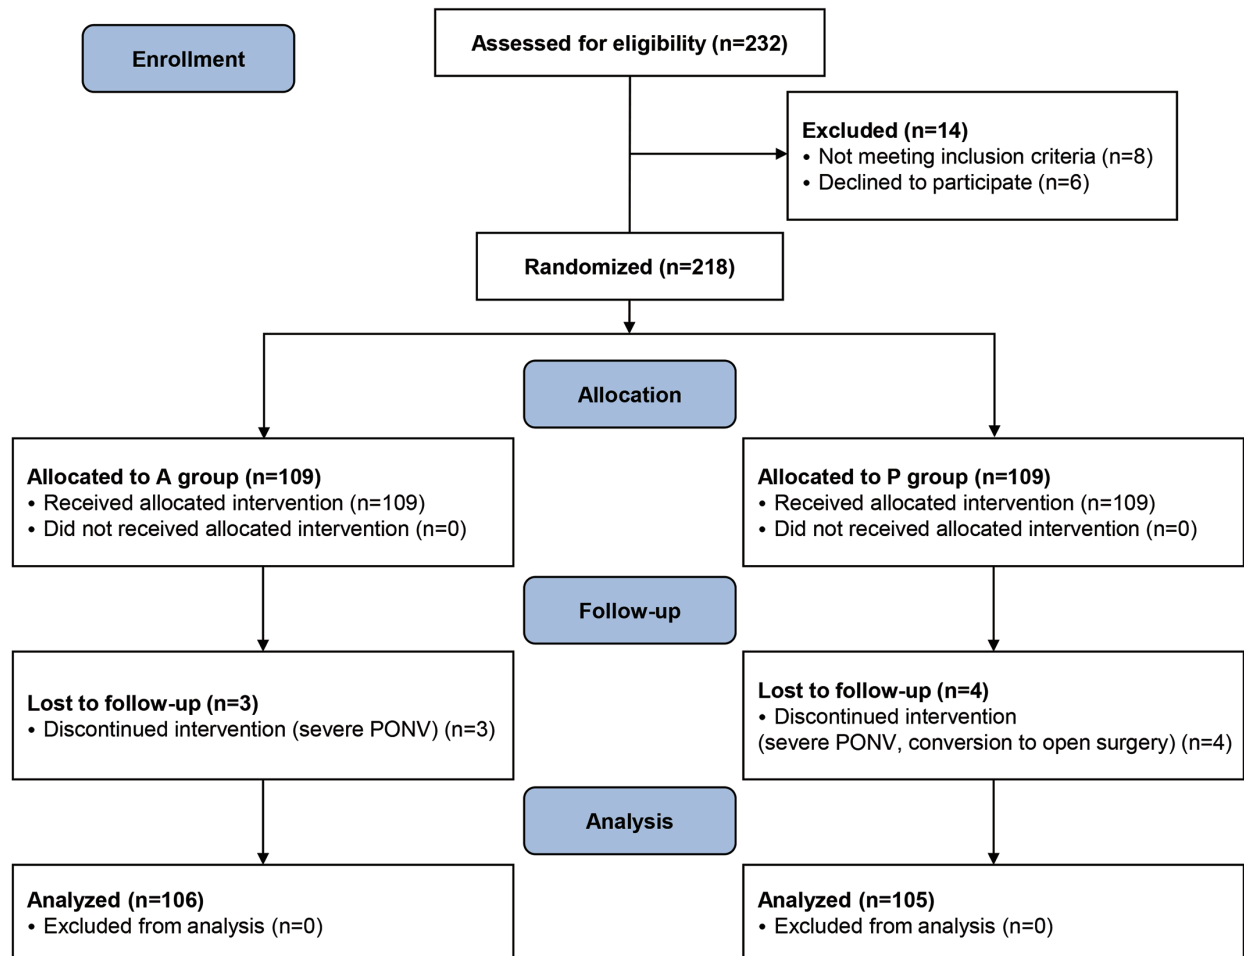 Enrollment
Assessed for eligibility (n=232)
Excluded (n=14)
• Not meeting inclusion criteria (n=8)
• Declined to participate (n=6)
Randomized (n=218)
Allocation
Allocated to A group (n=109)
• Received allocated intervention (n=109)
• Did not received allocated intervention (n=0)
Allocated to P group (n=109)
• Received allocated intervention (n=109)
• Did not received allocated intervention (n=0)
Follow-up
Lost to follow-up (n=3)
• Discontinued intervention (severe PONV) (n=3)
Lost to follow-up (n=4)
• Discontinued intervention
(severe PONV, conversion to open surgery) (n=4)
Analysis
Analyzed (n=106)
• Excluded from analysis (n=0)
Analyzed (n=105)
• Excluded from analysis (n=0)